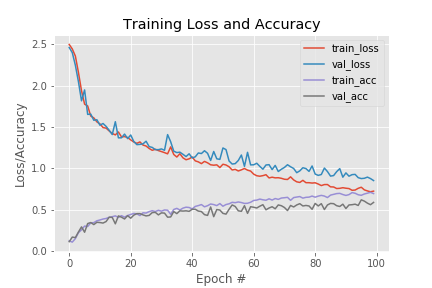 Training Loss and Accuracy
2.5
2.0
1.5
1.0
0.5
0.0
Loss/Accuracy
train_loss
val_loss
train_acc
val_acc
0 20 40 60 80 100
Epoch #